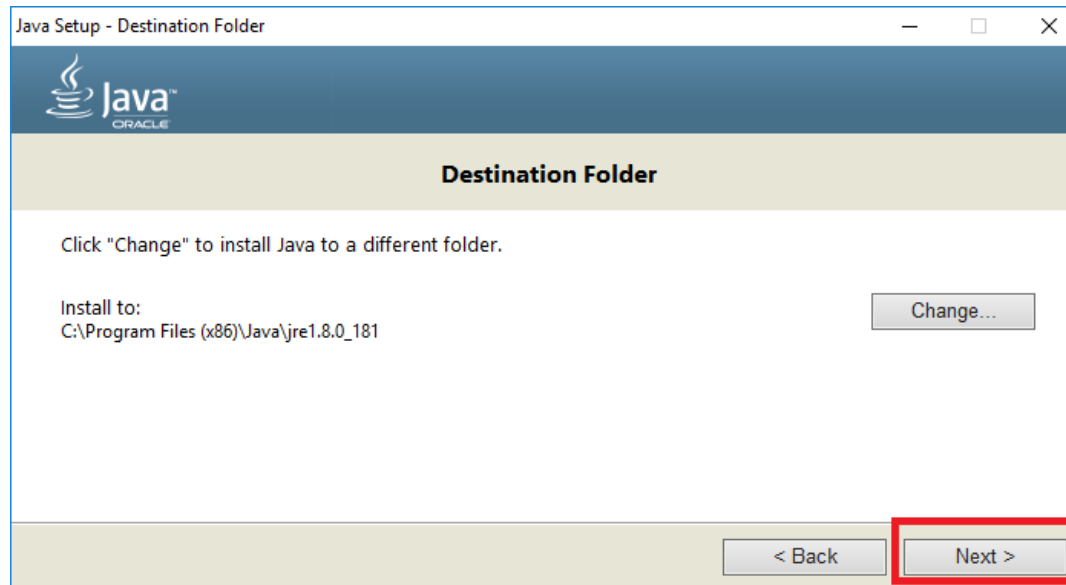 Java Setup - Destination Folder
Java™
ORACLE
Destination Folder
Click "Change" to install Java to a different folder.
Install to:
C:\Program Files (x86)\Java\jre1.8.0_181
Change...
< Back
Next >